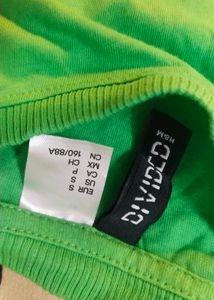 EUR S
US S
CA P
MX CH
CN 160/88A
DIVIDED
H&M